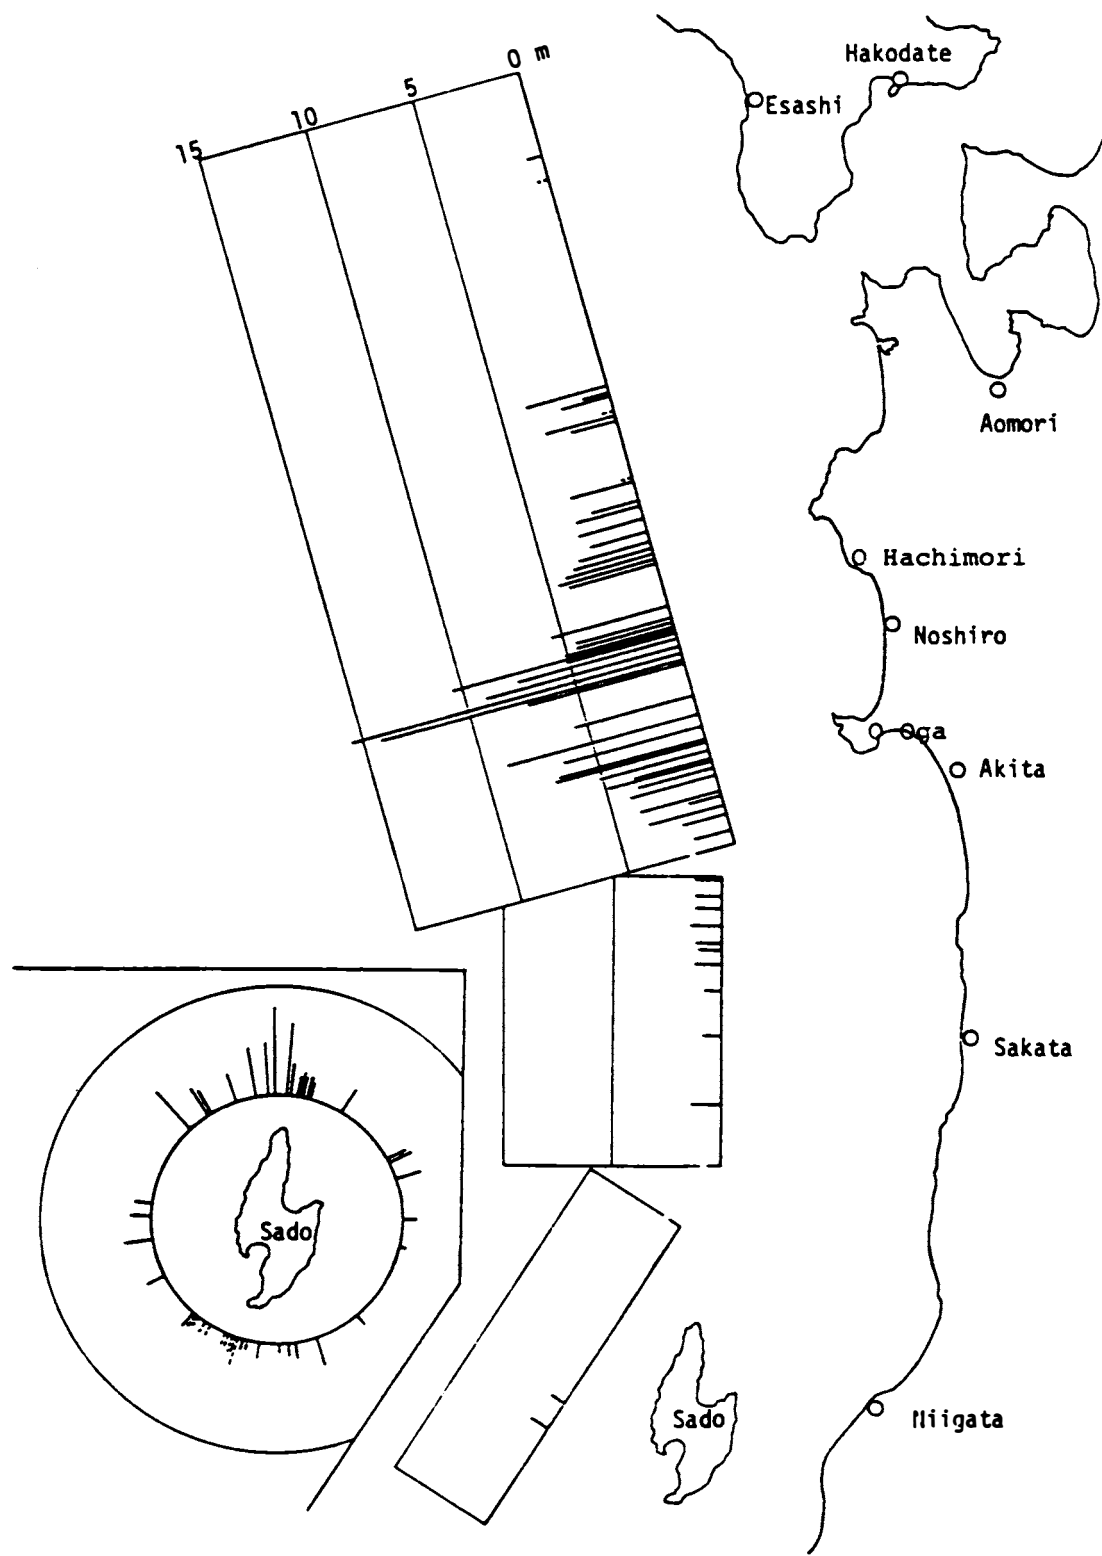 0 m
5
10
15
Hakodate
Esashi
Aomori
Hachimori
Noshiro
Oga
Akita
Sakata
Sado
Sado
Niigata